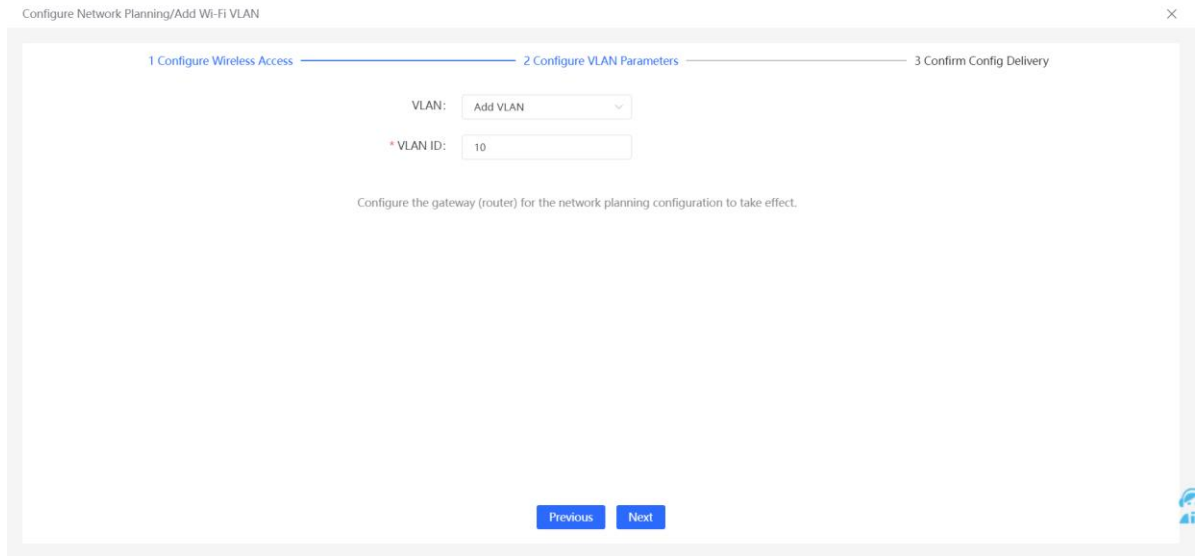 Configure Network Planning/Add Wi-Fi VLAN
1 Configure Wireless Access 2 Configure VLAN Parameters 3 Confirm Config Delivery
VLAN: Add VLAN
* VLAN ID: 10
Configure the gateway (router) for the network planning configuration to take effect.
Previous Next